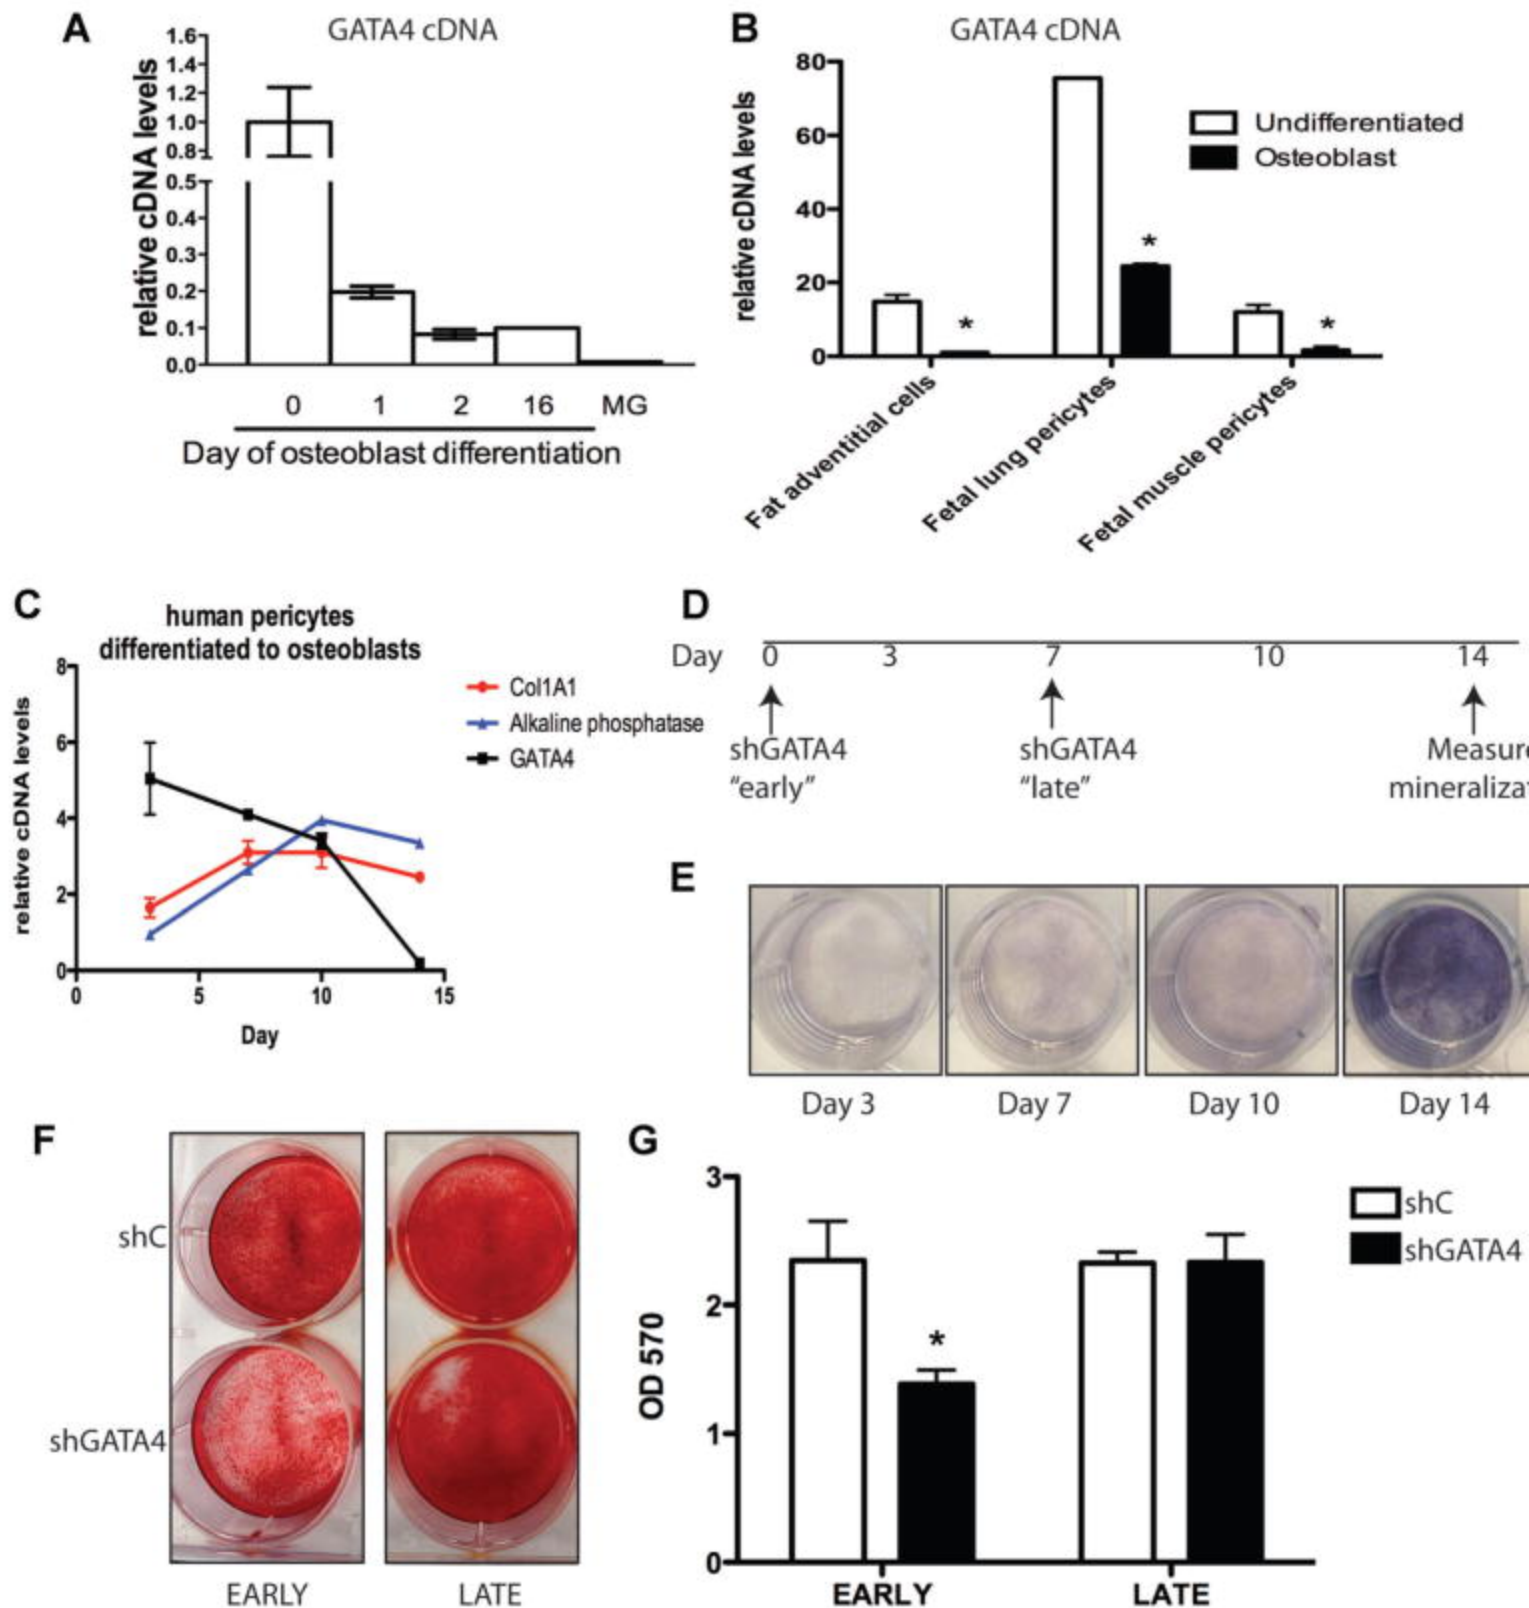 A
GATA4 cDNA
relative cDNA levels
1.6
1.4
1.2
1.0
0.8
0.5
0.4
0.3
0.2
0.1
0.0
0 1 2 16 MG
Day of osteoblast differentiation
B
GATA4 cDNA
relative cDNA levels
80
60
40
20
0
Undifferentiated
Osteoblast
*
*
*
Fat adventitial cells
Fetal lung pericytes
Fetal muscle pericytes
C
human pericytes
differentiated to osteoblasts
relative cDNA levels
8
6
4
2
0
0 5 10 15
Day
Col1A1
Alkaline phosphatase
GATA4
D
Day 0 3 7 10 14
shGATA4
"early"
shGATA4
"late"
Measure
mineralizat
E
Day 3 Day 7 Day 10 Day 14
F
shC
shGATA4
EARLY LATE
G
OD 570
3
2
1
0
*
EARLY LATE
shC
shGATA4